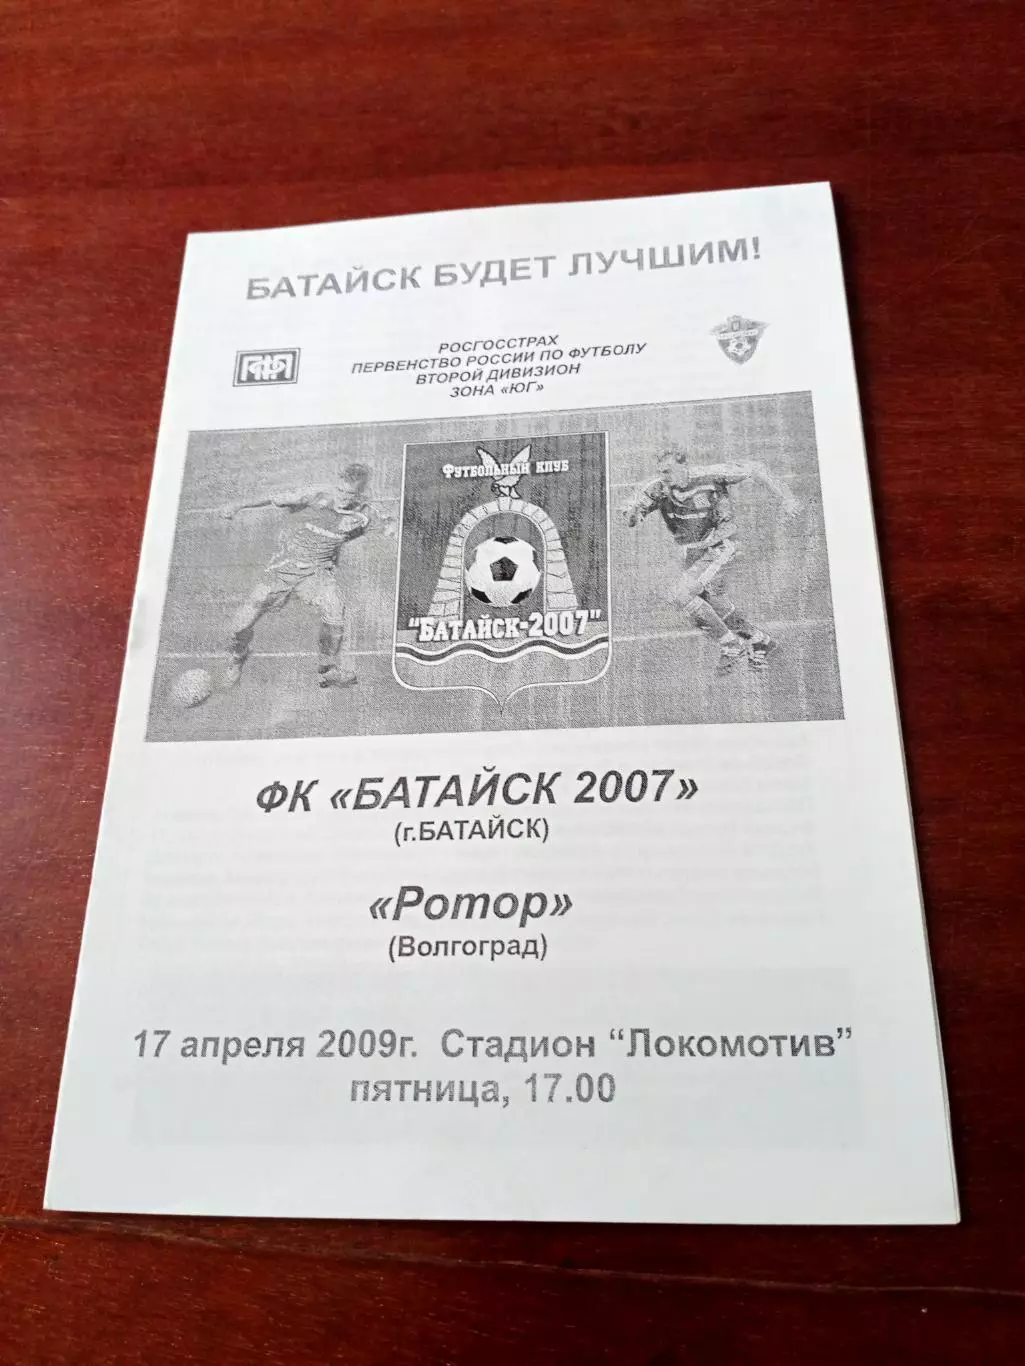 БАТАЙСК БУДЕТ ЛУЧШИМ!
РОСГОССТРАХ
ПЕРВЕНСТВО РОССИИ ПО ФУТБОЛУ
ВТОРОЙ ДИВИЗИОН
ЗОНА «ЮГ»
ФУТБОЛЬНЫЙ КЛУБ
"БАТАЙСК-2007"
ФК «БАТАЙСК 2007»
(г.БАТАЙСК)
«Ротор»
(Волгоград)
17 апреля 2009г. Стадион “Локомотив”
пятница, 17.00